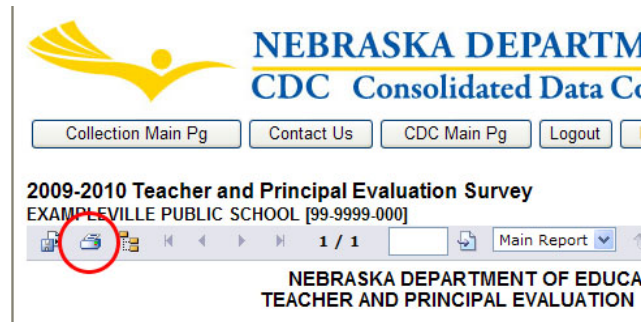 NEBRASKA DEPARTM
CDC Consolidated Data Co
Collection Main Pg Contact Us CDC Main Pg Logout
2009-2010 Teacher and Principal Evaluation Survey
EXAMPLEVILLE PUBLIC SCHOOL [99-9999-000]
1 / 1 Main Report
NEBRASKA DEPARTMENT OF EDUCA
TEACHER AND PRINCIPAL EVALUATION